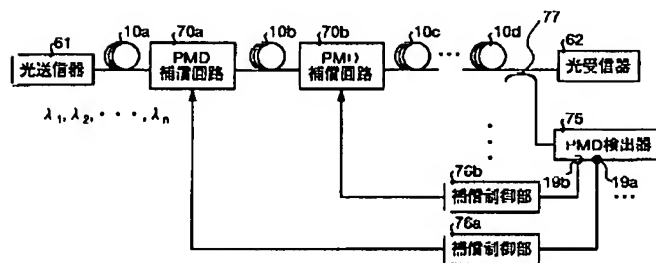 61
光送信器
10a
70a
PMD
補償回路
10b
70b
PMD
補償回路
10c
...
10d
77
62
光受信器
λ1, λ2, ・・・, λn
75
PMD検出器
19b
19a
...
76b
補償制御部
76a
補償制御部